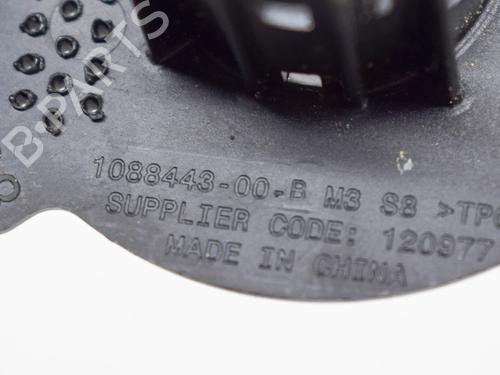 B-PARTS
1088443-00-B M3 S8 >TP
SUPPLIER CODE: 120977
MADE IN CHINA